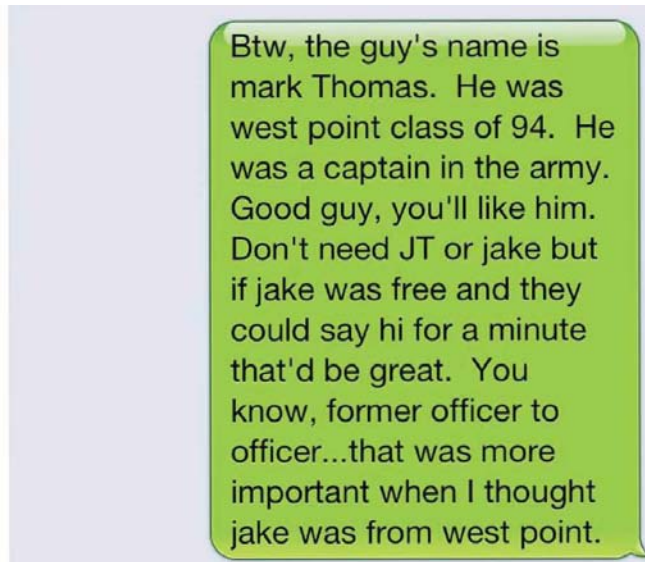 Btw, the guy's name is
mark Thomas.  He was
west point class of 94.  He
was a captain in the army.
Good guy, you'll like him.
Don't need JT or jake but
if jake was free and they
could say hi for a minute
that'd be great.  You
know, former officer to
officer...that was more
important when I thought
jake was from west point.